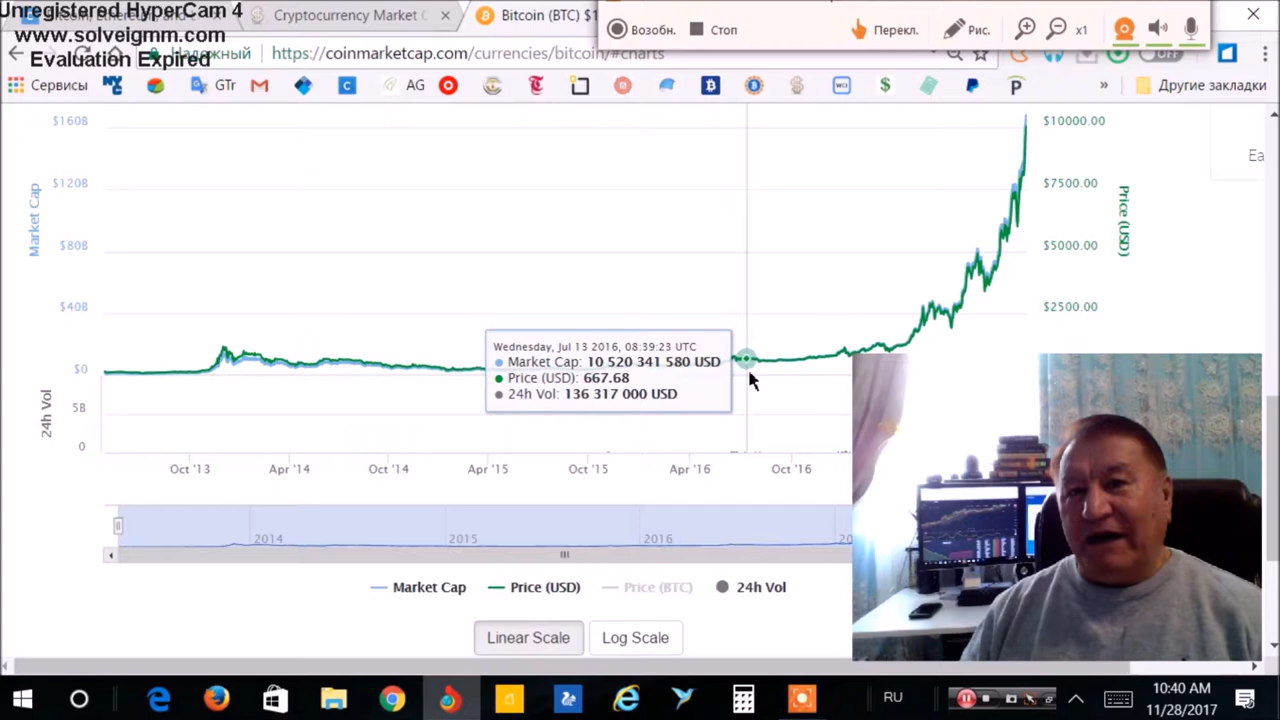 Unregistered HyperCam 4
www.solveigmm.com
Evaluation Expired
Cryptocurrency Market C
Bitcoin (BTC) $1
Возобн.
Стоп
Перекл.
Рис.
x1
Надежный
https://coinmarketcap.com/currencies/bitcoin/#charts
OFF
Сервисы
GTr
AG
»
Другие закладки
$160B
$120B
$80B
$40B
$0
5B
0
Market Cap
24h Vol
$10000.00
$7500.00
$5000.00
$2500.00
Price (USD)
Ea
Wednesday, Jul 13 2016, 08:39:23 UTC
Market Cap: 10 520 341 580 USD
Price (USD): 667.68
24h Vol: 136 317 000 USD
Oct '13
Apr '14
Oct '14
Apr '15
Oct '15
Apr '16
Oct '16
2014
2015
2016
Market Cap
Price (USD)
Price (BTC)
24h Vol
Linear Scale
Log Scale
RU
10:40 AM
11/28/2017